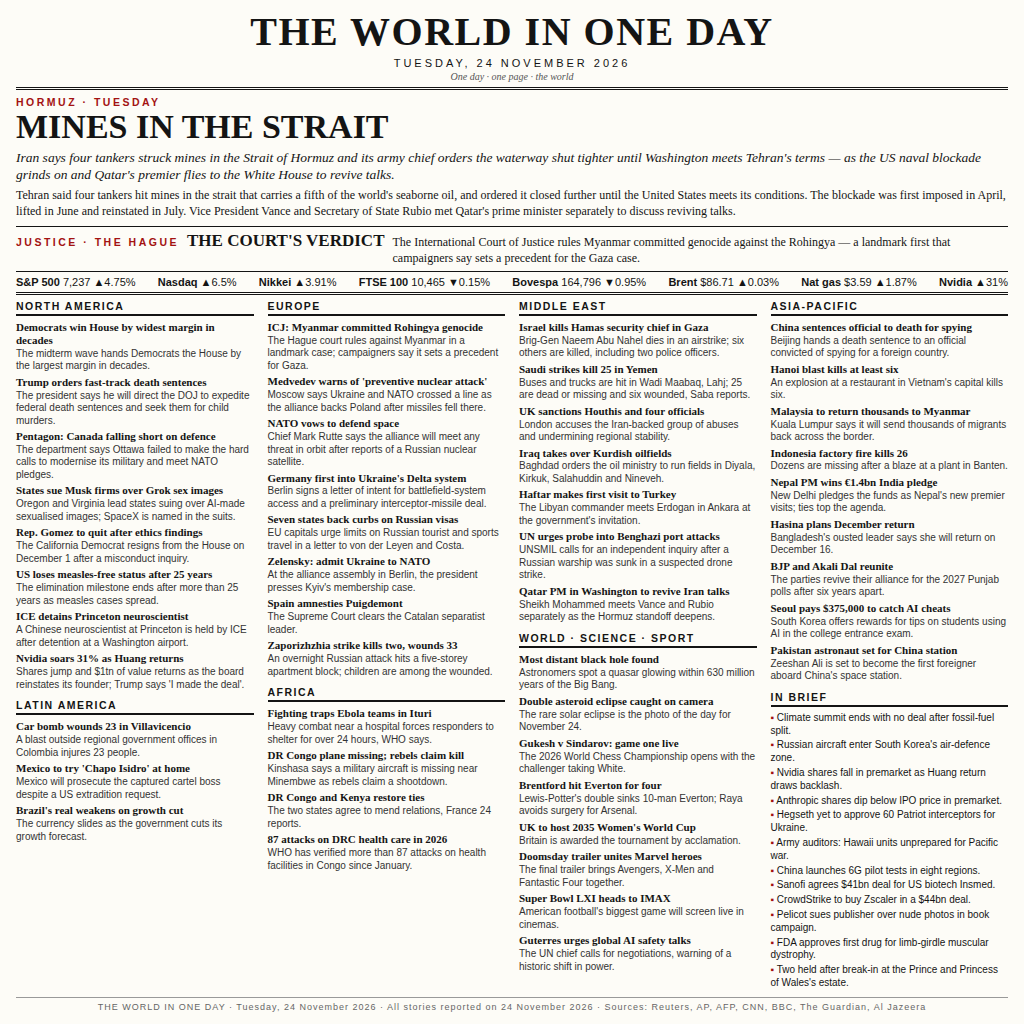 THE WORLD IN ONE DAY
TUESDAY, 24 NOVEMBER 2026
One day · one page · the world
HORMUZ · TUESDAY
MINES IN THE STRAIT
Iran says four tankers struck mines in the Strait of Hormuz and its army chief orders the waterway shut tighter until Washington meets Tehran's terms — as the US naval blockade
grinds on and Qatar's premier flies to the White House to revive talks.
Tehran said four tankers hit mines in the strait that carries a fifth of the world's seaborne oil, and ordered it closed further until the United States meets its conditions. The blockade was first imposed in April,
lifted in June and reinstated in July. Vice President Vance and Secretary of State Rubio met Qatar's prime minister separately to discuss reviving talks.
JUSTICE · THE HAGUE THE COURT'S VERDICT The International Court of Justice rules Myanmar committed genocide against the Rohingya — a landmark first that
campaigners say sets a precedent for the Gaza case.
S&P 500 7,237 ▲4.75% Nasdaq ▲6.5% Nikkei ▲3.91% FTSE 100 10,465 ▼0.15% Bovespa 164,796 ▼0.95% Brent $86.71 ▲0.03% Nat gas $3.59 ▲1.87% Nvidia ▲31%
NORTH AMERICA
Democrats win House by widest margin in
decades
The midterm wave hands Democrats the House by
the largest margin in decades.
Trump orders fast-track death sentences
The president says he will direct the DOJ to expedite
federal death sentences and seek them for child
murders.
Pentagon: Canada falling short on defence
The department says Ottawa failed to make the hard
calls to modernise its military and meet NATO
pledges.
States sue Musk firms over Grok sex images
Oregon and Virginia lead states suing over AI-made
sexualised images; SpaceX is named in the suits.
Rep. Gomez to quit after ethics findings
The California Democrat resigns from the House on
December 1 after a misconduct inquiry.
US loses measles-free status after 25 years
The elimination milestone ends after more than 25
years as measles cases spread.
ICE detains Princeton neuroscientist
A Chinese neuroscientist at Princeton is held by ICE
after detention at a Washington airport.
Nvidia soars 31% as Huang returns
Shares jump and $1tn of value returns as the board
reinstates its founder; Trump says 'I made the deal'.
LATIN AMERICA
Car bomb wounds 23 in Villavicencio
A blast outside regional government offices in
Colombia injures 23 people.
Mexico to try 'Chapo Isidro' at home
Mexico will prosecute the captured cartel boss
despite a US extradition request.
Brazil's real weakens on growth cut
The currency slides as the government cuts its
growth forecast.
EUROPE
ICJ: Myanmar committed Rohingya genocide
The Hague court rules against Myanmar in a
landmark case; campaigners say it sets a precedent
for Gaza.
Medvedev warns of 'preventive nuclear attack'
Moscow says Ukraine and NATO crossed a line as
the alliance backs Poland after missiles fell there.
NATO vows to defend space
Chief Mark Rutte says the alliance will meet any
threat in orbit after reports of a Russian nuclear
satellite.
Germany first into Ukraine's Delta system
Berlin signs a letter of intent for battlefield-system
access and a preliminary interceptor-missile deal.
Seven states back curbs on Russian visas
EU capitals urge limits on Russian tourist and sports
travel in a letter to von der Leyen and Costa.
Zelensky: admit Ukraine to NATO
At the alliance assembly in Berlin, the president
presses Kyiv's membership case.
Spain amnesties Puigdemont
The Supreme Court clears the Catalan separatist
leader.
Zaporizhzhia strike kills two, wounds 33
An overnight Russian attack hits a five-storey
apartment block; children are among the wounded.
AFRICA
Fighting traps Ebola teams in Ituri
Heavy combat near a hospital forces responders to
shelter for over 24 hours, WHO says.
DR Congo plane missing; rebels claim kill
Kinshasa says a military aircraft is missing near
Minembwe as rebels claim a shootdown.
DR Congo and Kenya restore ties
The two states agree to mend relations, France 24
reports.
87 attacks on DRC health care in 2026
WHO has verified more than 87 attacks on health
facilities in Congo since January.
MIDDLE EAST
Israel kills Hamas security chief in Gaza
Brig-Gen Naeem Abu Nahel dies in an airstrike; six
others are killed, including two police officers.
Saudi strikes kill 25 in Yemen
Buses and trucks are hit in Wadi Maabaq, Lahj; 25
are dead or missing and six wounded, Saba reports.
UK sanctions Houthis and four officials
London accuses the Iran-backed group of abuses
and undermining regional stability.
Iraq takes over Kurdish oilfields
Baghdad orders the oil ministry to run fields in Diyala,
Kirkuk, Salahuddin and Nineveh.
Haftar makes first visit to Turkey
The Libyan commander meets Erdogan in Ankara at
the government's invitation.
UN urges probe into Benghazi port attacks
UNSMIL calls for an independent inquiry after a
Russian warship was sunk in a suspected drone
strike.
Qatar PM in Washington to revive Iran talks
Sheikh Mohammed meets Vance and Rubio
separately as the Hormuz standoff deepens.
WORLD · SCIENCE · SPORT
Most distant black hole found
Astronomers spot a quasar glowing within 630 million
years of the Big Bang.
Double asteroid eclipse caught on camera
The rare solar eclipse is the photo of the day for
November 24.
Gukesh v Sindarov: game one live
The 2026 World Chess Championship opens with the
challenger taking White.
Brentford hit Everton for four
Lewis-Potter's double sinks 10-man Everton; Raya
avoids surgery for Arsenal.
UK to host 2035 Women's World Cup
Britain is awarded the tournament by acclamation.
Doomsday trailer unites Marvel heroes
The final trailer brings Avengers, X-Men and
Fantastic Four together.
Super Bowl LXI heads to IMAX
American football's biggest game will screen live in
cinemas.
Guterres urges global AI safety talks
The UN chief calls for negotiations, warning of a
historic shift in power.
ASIA-PACIFIC
China sentences official to death for spying
Beijing hands a death sentence to an official
convicted of spying for a foreign country.
Hanoi blast kills at least six
An explosion at a restaurant in Vietnam's capital kills
six.
Malaysia to return thousands to Myanmar
Kuala Lumpur says it will send thousands of migrants
back across the border.
Indonesia factory fire kills 26
Dozens are missing after a blaze at a plant in Banten.
Nepal PM wins €1.4bn India pledge
New Delhi pledges the funds as Nepal's new premier
visits; ties top the agenda.
Hasina plans December return
Bangladesh's ousted leader says she will return on
December 16.
BJP and Akali Dal reunite
The parties revive their alliance for the 2027 Punjab
polls after six years apart.
Seoul pays $375,000 to catch AI cheats
South Korea offers rewards for tips on students using
AI in the college entrance exam.
Pakistan astronaut set for China station
Zeeshan Ali is set to become the first foreigner
aboard China's space station.
IN BRIEF
▪ Climate summit ends with no deal after fossil-fuel
split.
▪ Russian aircraft enter South Korea's air-defence
zone.
▪ Nvidia shares fall in premarket as Huang return
draws backlash.
▪ Anthropic shares dip below IPO price in premarket.
▪ Hegseth yet to approve 60 Patriot interceptors for
Ukraine.
▪ Army auditors: Hawaii units unprepared for Pacific
war.
▪ China launches 6G pilot tests in eight regions.
▪ Sanofi agrees $41bn deal for US biotech Insmed.
▪ CrowdStrike to buy Zscaler in a $44bn deal.
▪ Pelicot sues publisher over nude photos in book
campaign.
▪ FDA approves first drug for limb-girdle muscular
dystrophy.
▪ Two held after break-in at the Prince and Princess
of Wales's estate.
THE WORLD IN ONE DAY · Tuesday, 24 November 2026 · All stories reported on 24 November 2026 · Sources: Reuters, AP, AFP, CNN, BBC, The Guardian, Al Jazeera